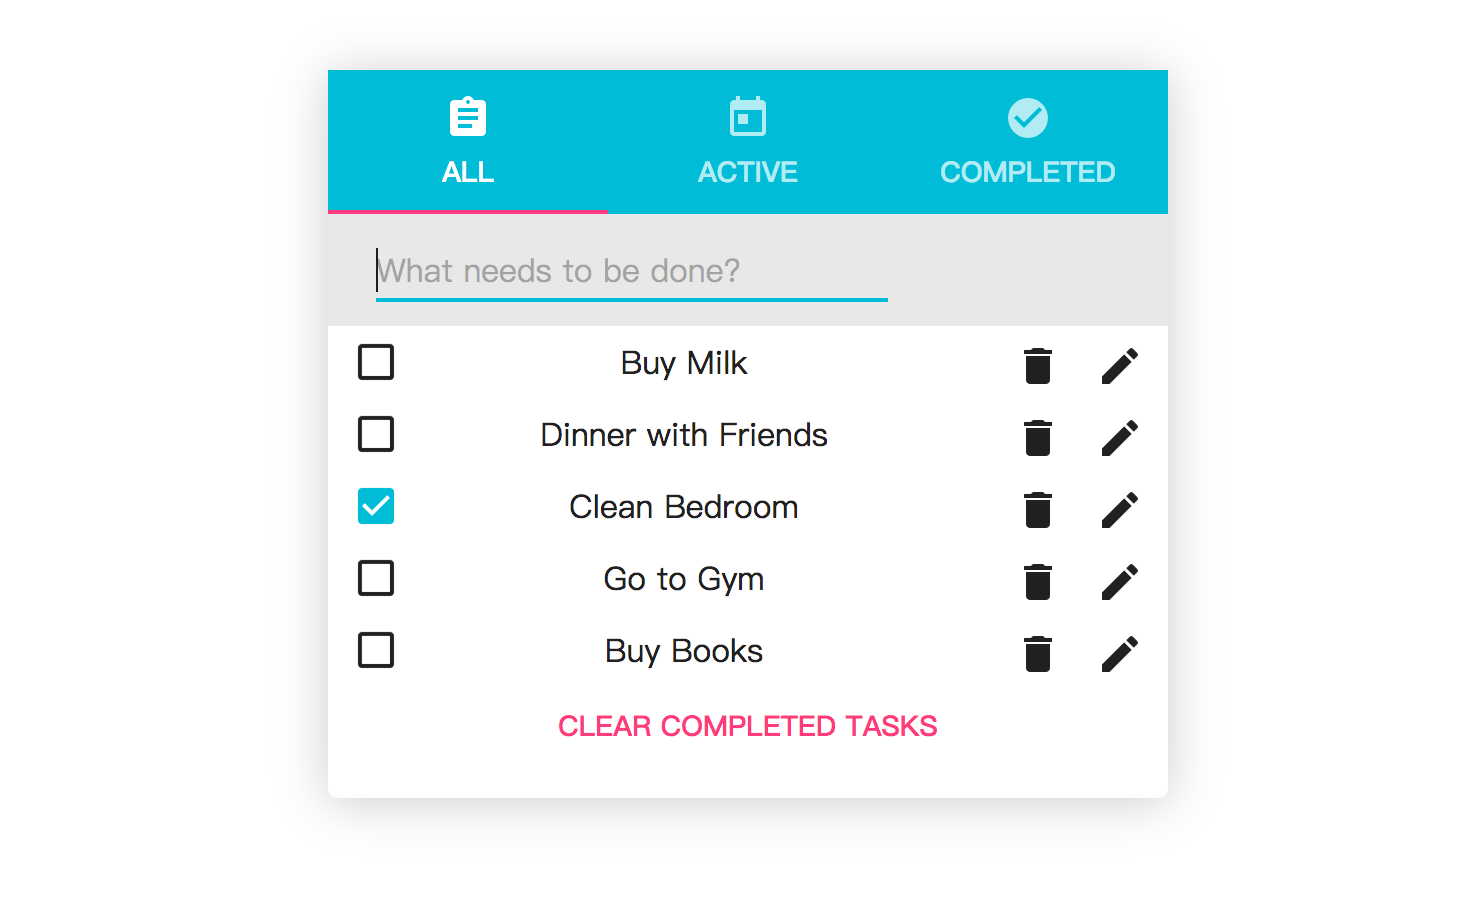 ALL
ACTIVE
COMPLETED
What needs to be done?
Buy Milk
Dinner with Friends
Clean Bedroom
Go to Gym
Buy Books
CLEAR COMPLETED TASKS